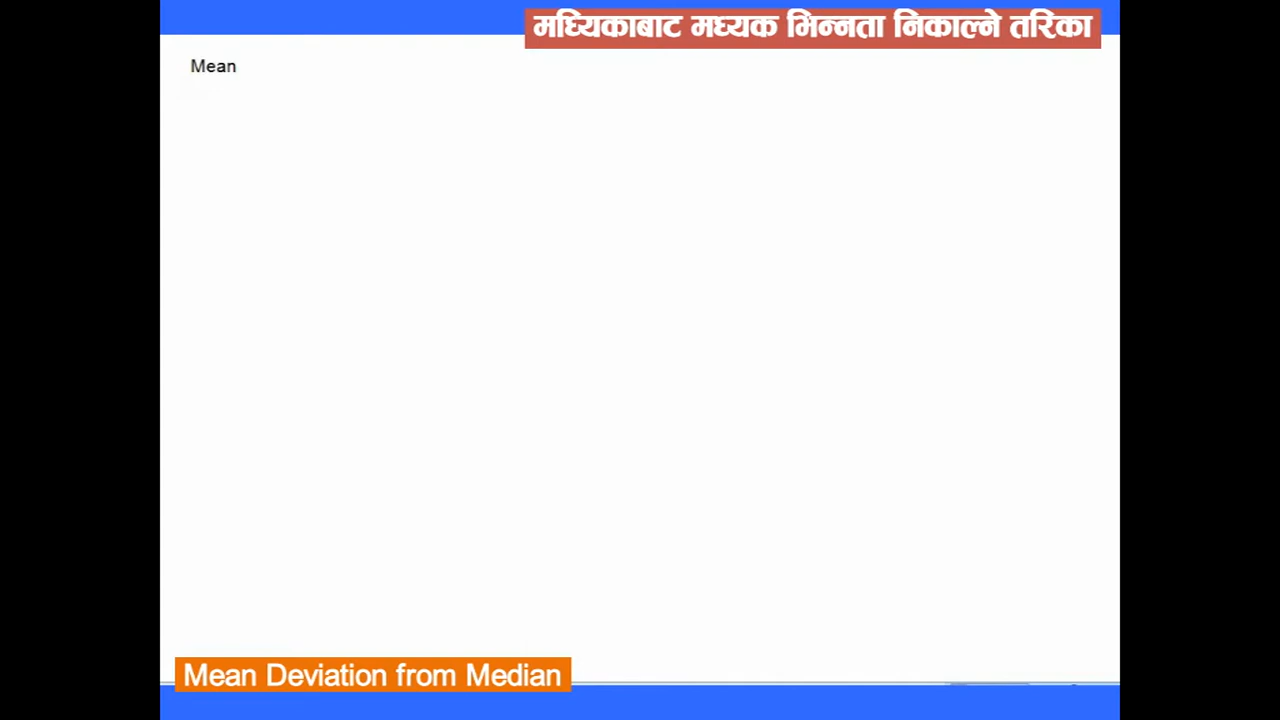 मध्यिकाबाट मध्यक भिन्नता निकाल्ने तरिका
Mean
Mean Deviation from Median